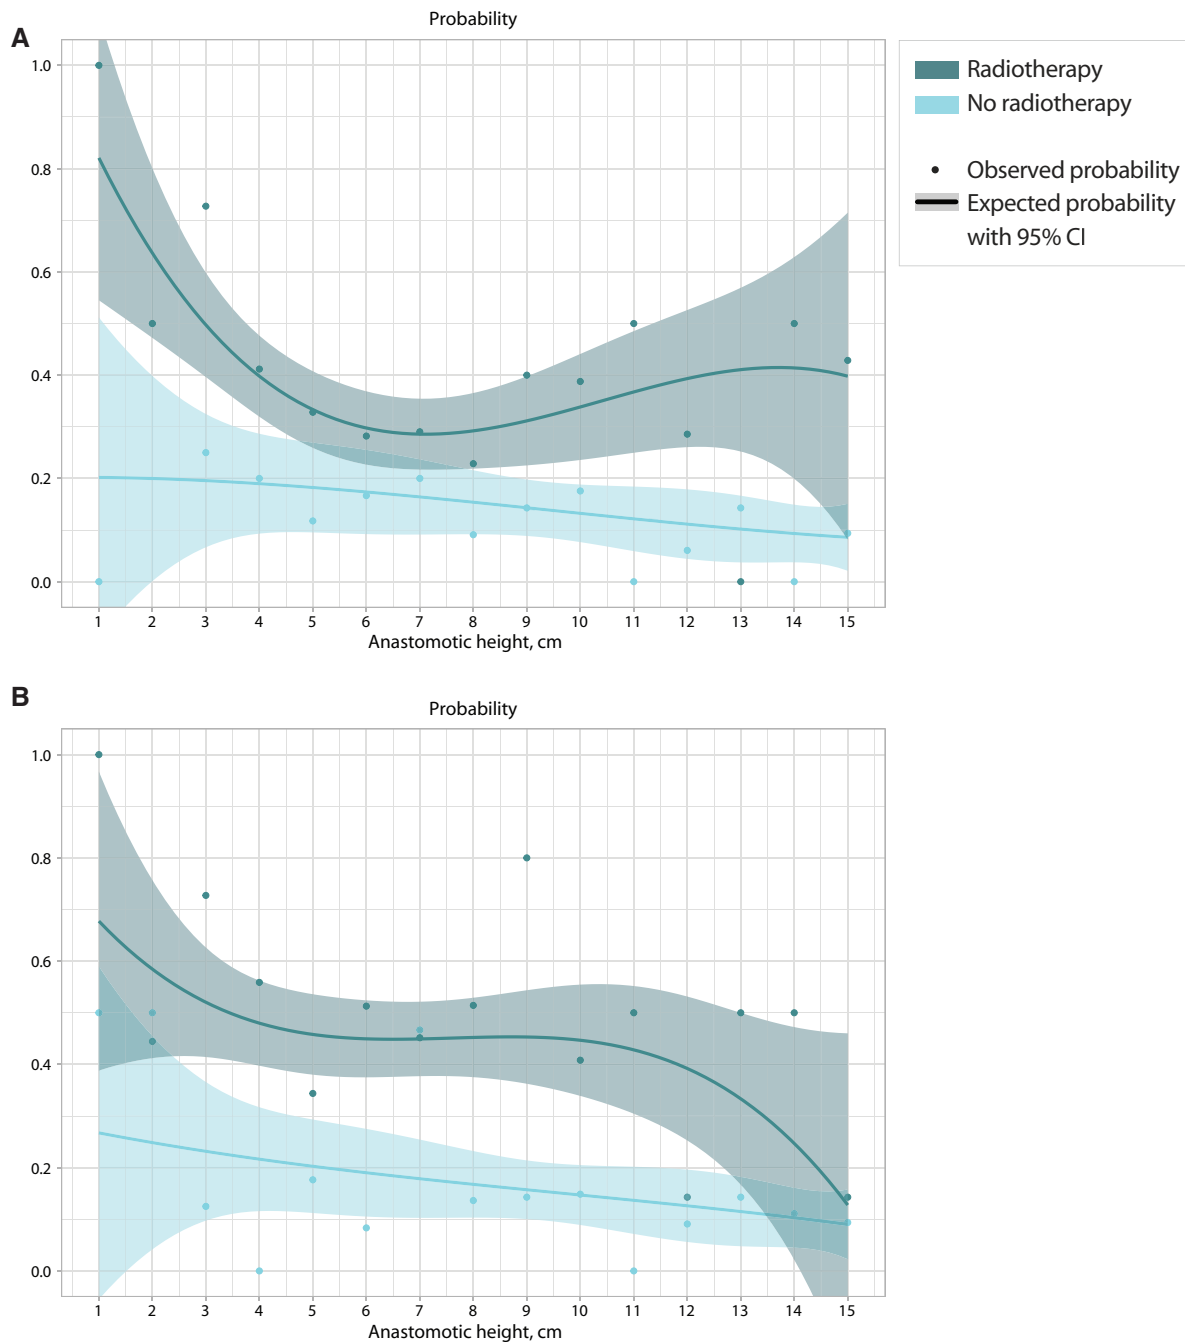 A
Probability
1.0
0.8
0.6
0.4
0.2
0.0
1 2 3 4 5 6 7 8 9 10 11 12 13 14 15
Anastomotic height, cm
Radiotherapy
No radiotherapy
Observed probability
Expected probability
with 95% CI
B
Probability
1.0
0.8
0.6
0.4
0.2
0.0
1 2 3 4 5 6 7 8 9 10 11 12 13 14 15
Anastomotic height, cm